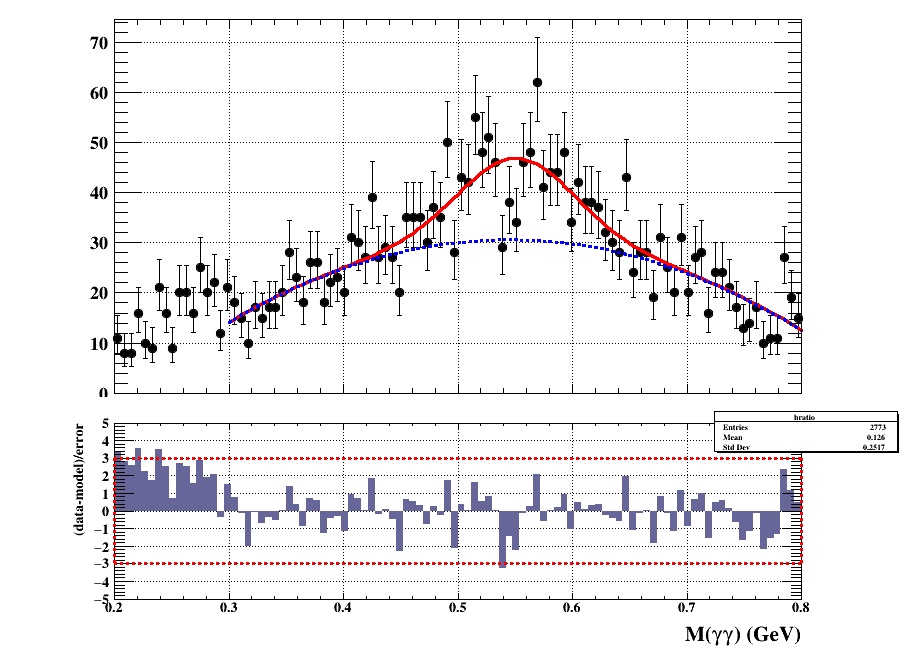 70
60
50
40
30
20
10
0
hratio
Entries 2773
Mean 0.126
Std Dev 0.2517
(data-model)/error
5
4
3
2
1
0
−1
−2
−3
−4
−5
0.2 0.3 0.4 0.5 0.6 0.7 0.8
M(γγ) (GeV)